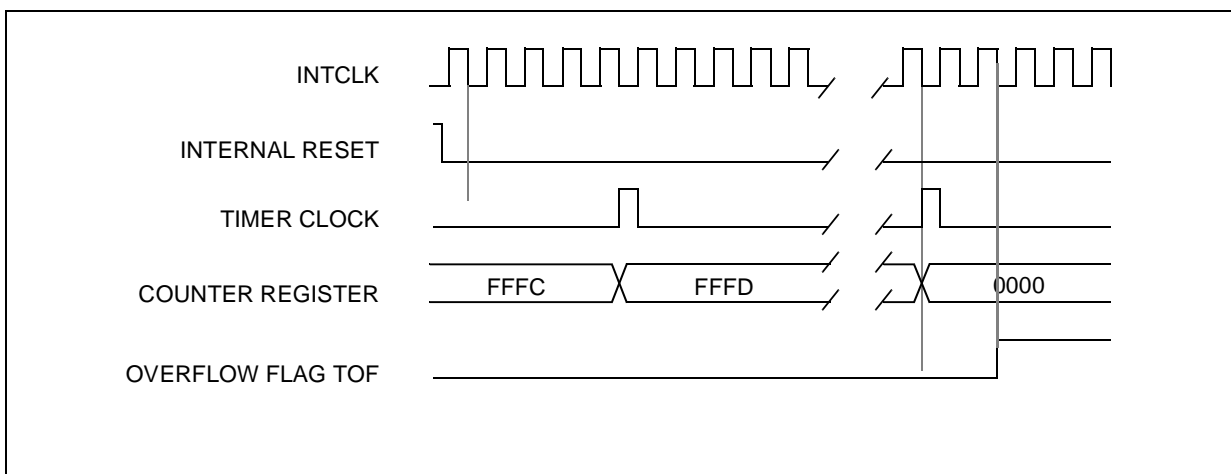 INTCLK
INTERNAL RESET
TIMER CLOCK
COUNTER REGISTER FFFC FFFD 0000
OVERFLOW FLAG TOF